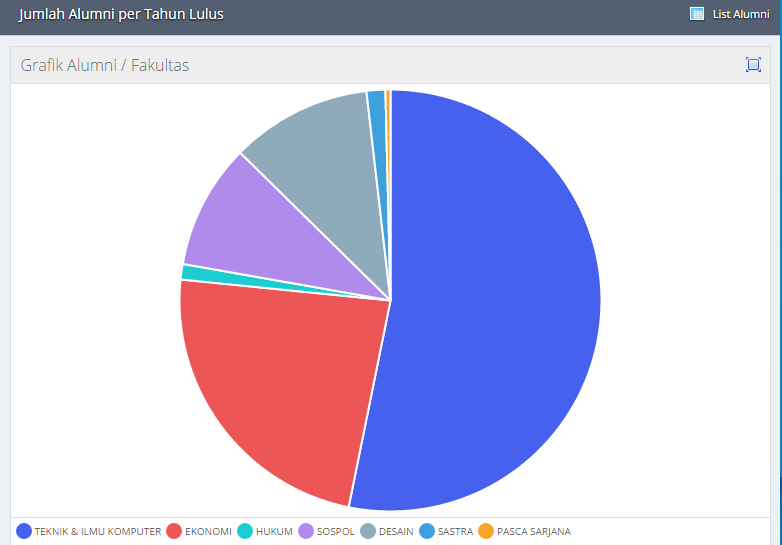 Jumlah Alumni per Tahun Lulus
List Alumni
Grafik Alumni / Fakultas
TEKNIK & ILMU KOMPUTER EKONOMI HUKUM SOSPOL DESAIN SASTRA PASCA SARJANA